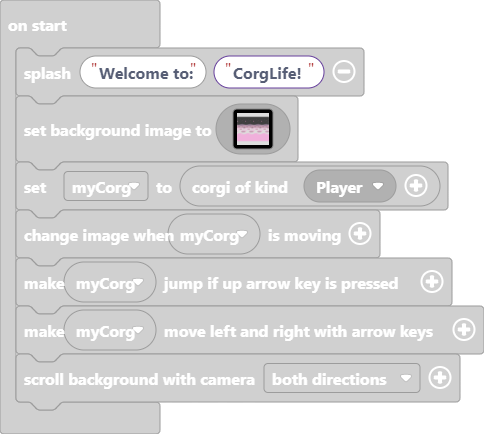 on start
splash "Welcome to:" "CorgLife! "
set background image to
set myCorg to corgi of kind Player
change image when myCorg is moving
make myCorg jump if up arrow key is pressed
make myCorg move left and right with arrow keys
scroll background with camera both directions